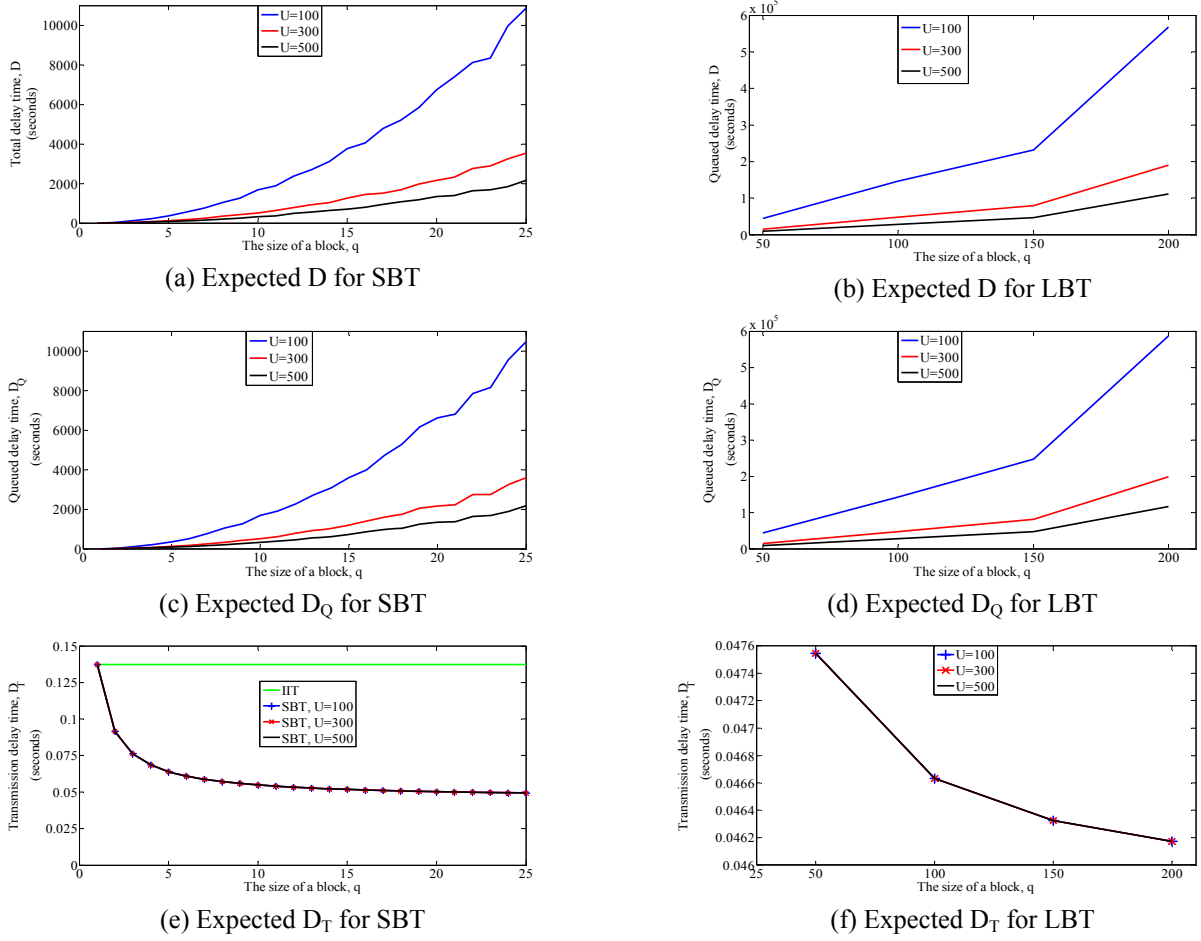 U=100
U=300
U=500
Total delay time, D
(seconds)
10000
8000
6000
4000
2000
0
0 5 10 15 20 25
The size of a block, q
(a) Expected D for SBT
x 10^5
U=100
U=300
U=500
Queued delay time, D
(seconds)
6
5
4
3
2
1
0
50 100 150 200
The size of a block, q
(b) Expected D for LBT
U=100
U=300
U=500
Queued delay time, D_Q
(seconds)
10000
8000
6000
4000
2000
0
0 5 10 15 20 25
The size of a block, q
(c) Expected D_Q for SBT
x 10^5
U=100
U=300
U=500
Queued delay time, D_Q
(seconds)
6
5
4
3
2
1
0
50 100 150 200
The size of a block, q
(d) Expected D_Q for LBT
IIT
SBT, U=100
SBT, U=300
SBT, U=500
Transmission delay time, D_T
(seconds)
0.15
0.125
0.1
0.075
0.05
0.025
0
0 5 10 15 20 25
The size of a block, q
(e) Expected D_T for SBT
U=100
U=300
U=500
Transmission delay time, D_T
(seconds)
0.0476
0.0474
0.0472
0.047
0.0468
0.0466
0.0464
0.0462
0.046
25 50 100 150 200
The size of a block, q
(f) Expected D_T for LBT